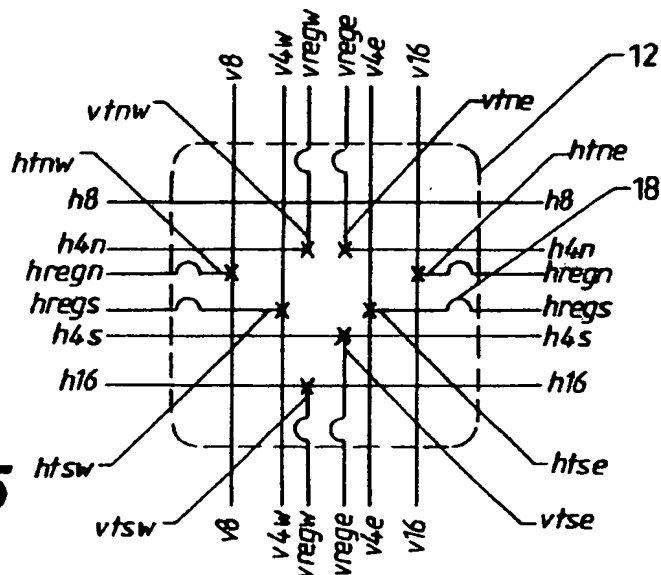 v8
v4w
vregw
vrege
v4e
v16
12
vtnw
vtne
htnw
htne
h8
h8
18
h4n
h4n
hregn
hregn
hregs
hregs
h4s
h4s
h16
h16
htsw
htse
5
vtsw
vtse
v8
v4w
vregw
vrege
v4e
v16